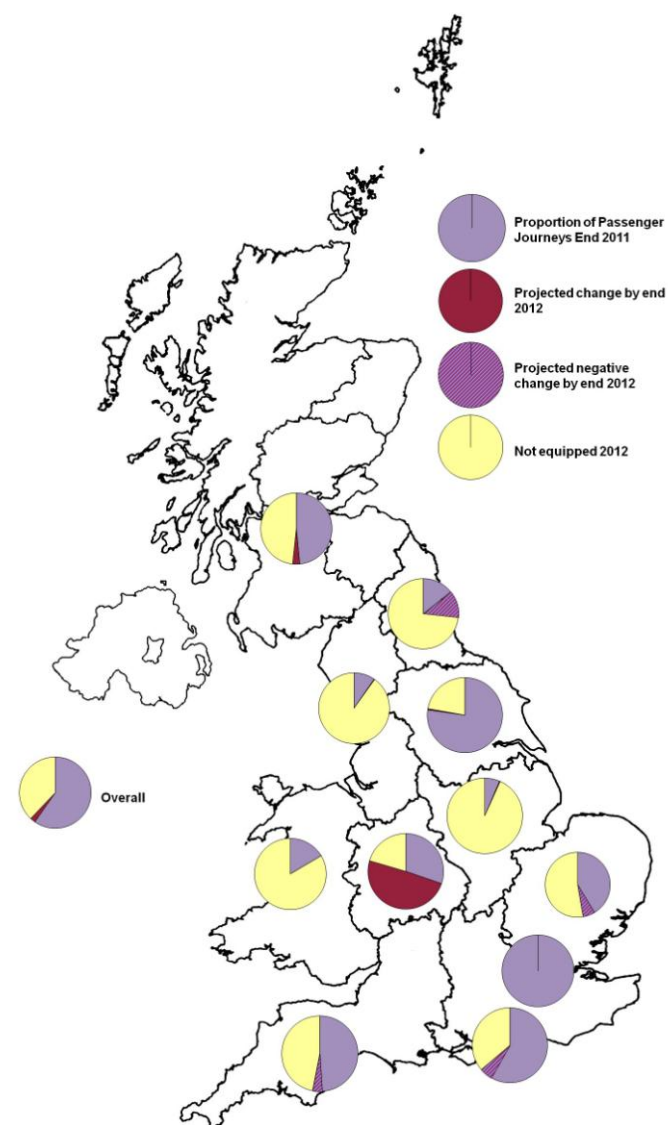 Proportion of Passenger
Journeys End 2011
Projected change by end
2012
Projected negative
change by end 2012
Not equipped 2012
Overall